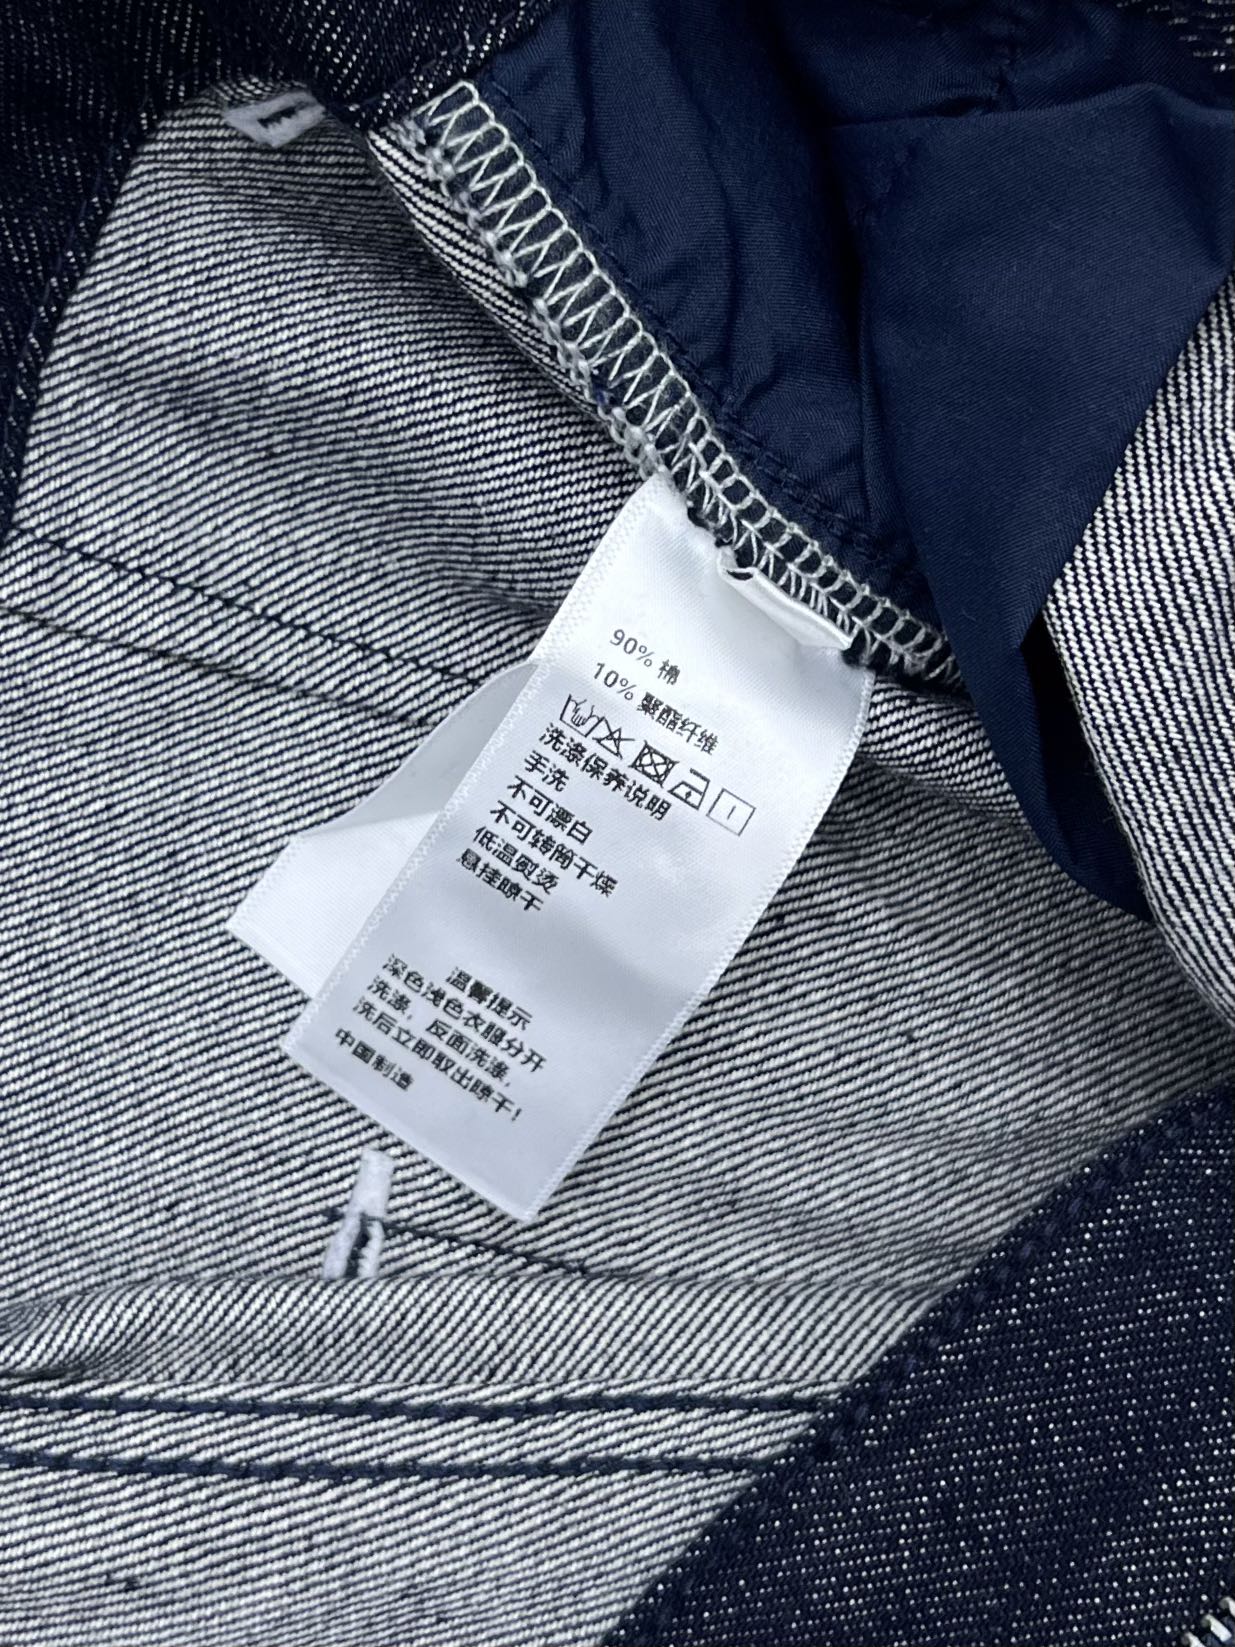 90% 棉
10% 聚酯纤维
洗涤保养说明
手洗
不可漂白
不可转筒干燥
低温熨烫
悬挂晾干
温馨提示
深色浅色衣服分开
洗涤，反面洗涤，
洗后立即取出晾干！
中国制造